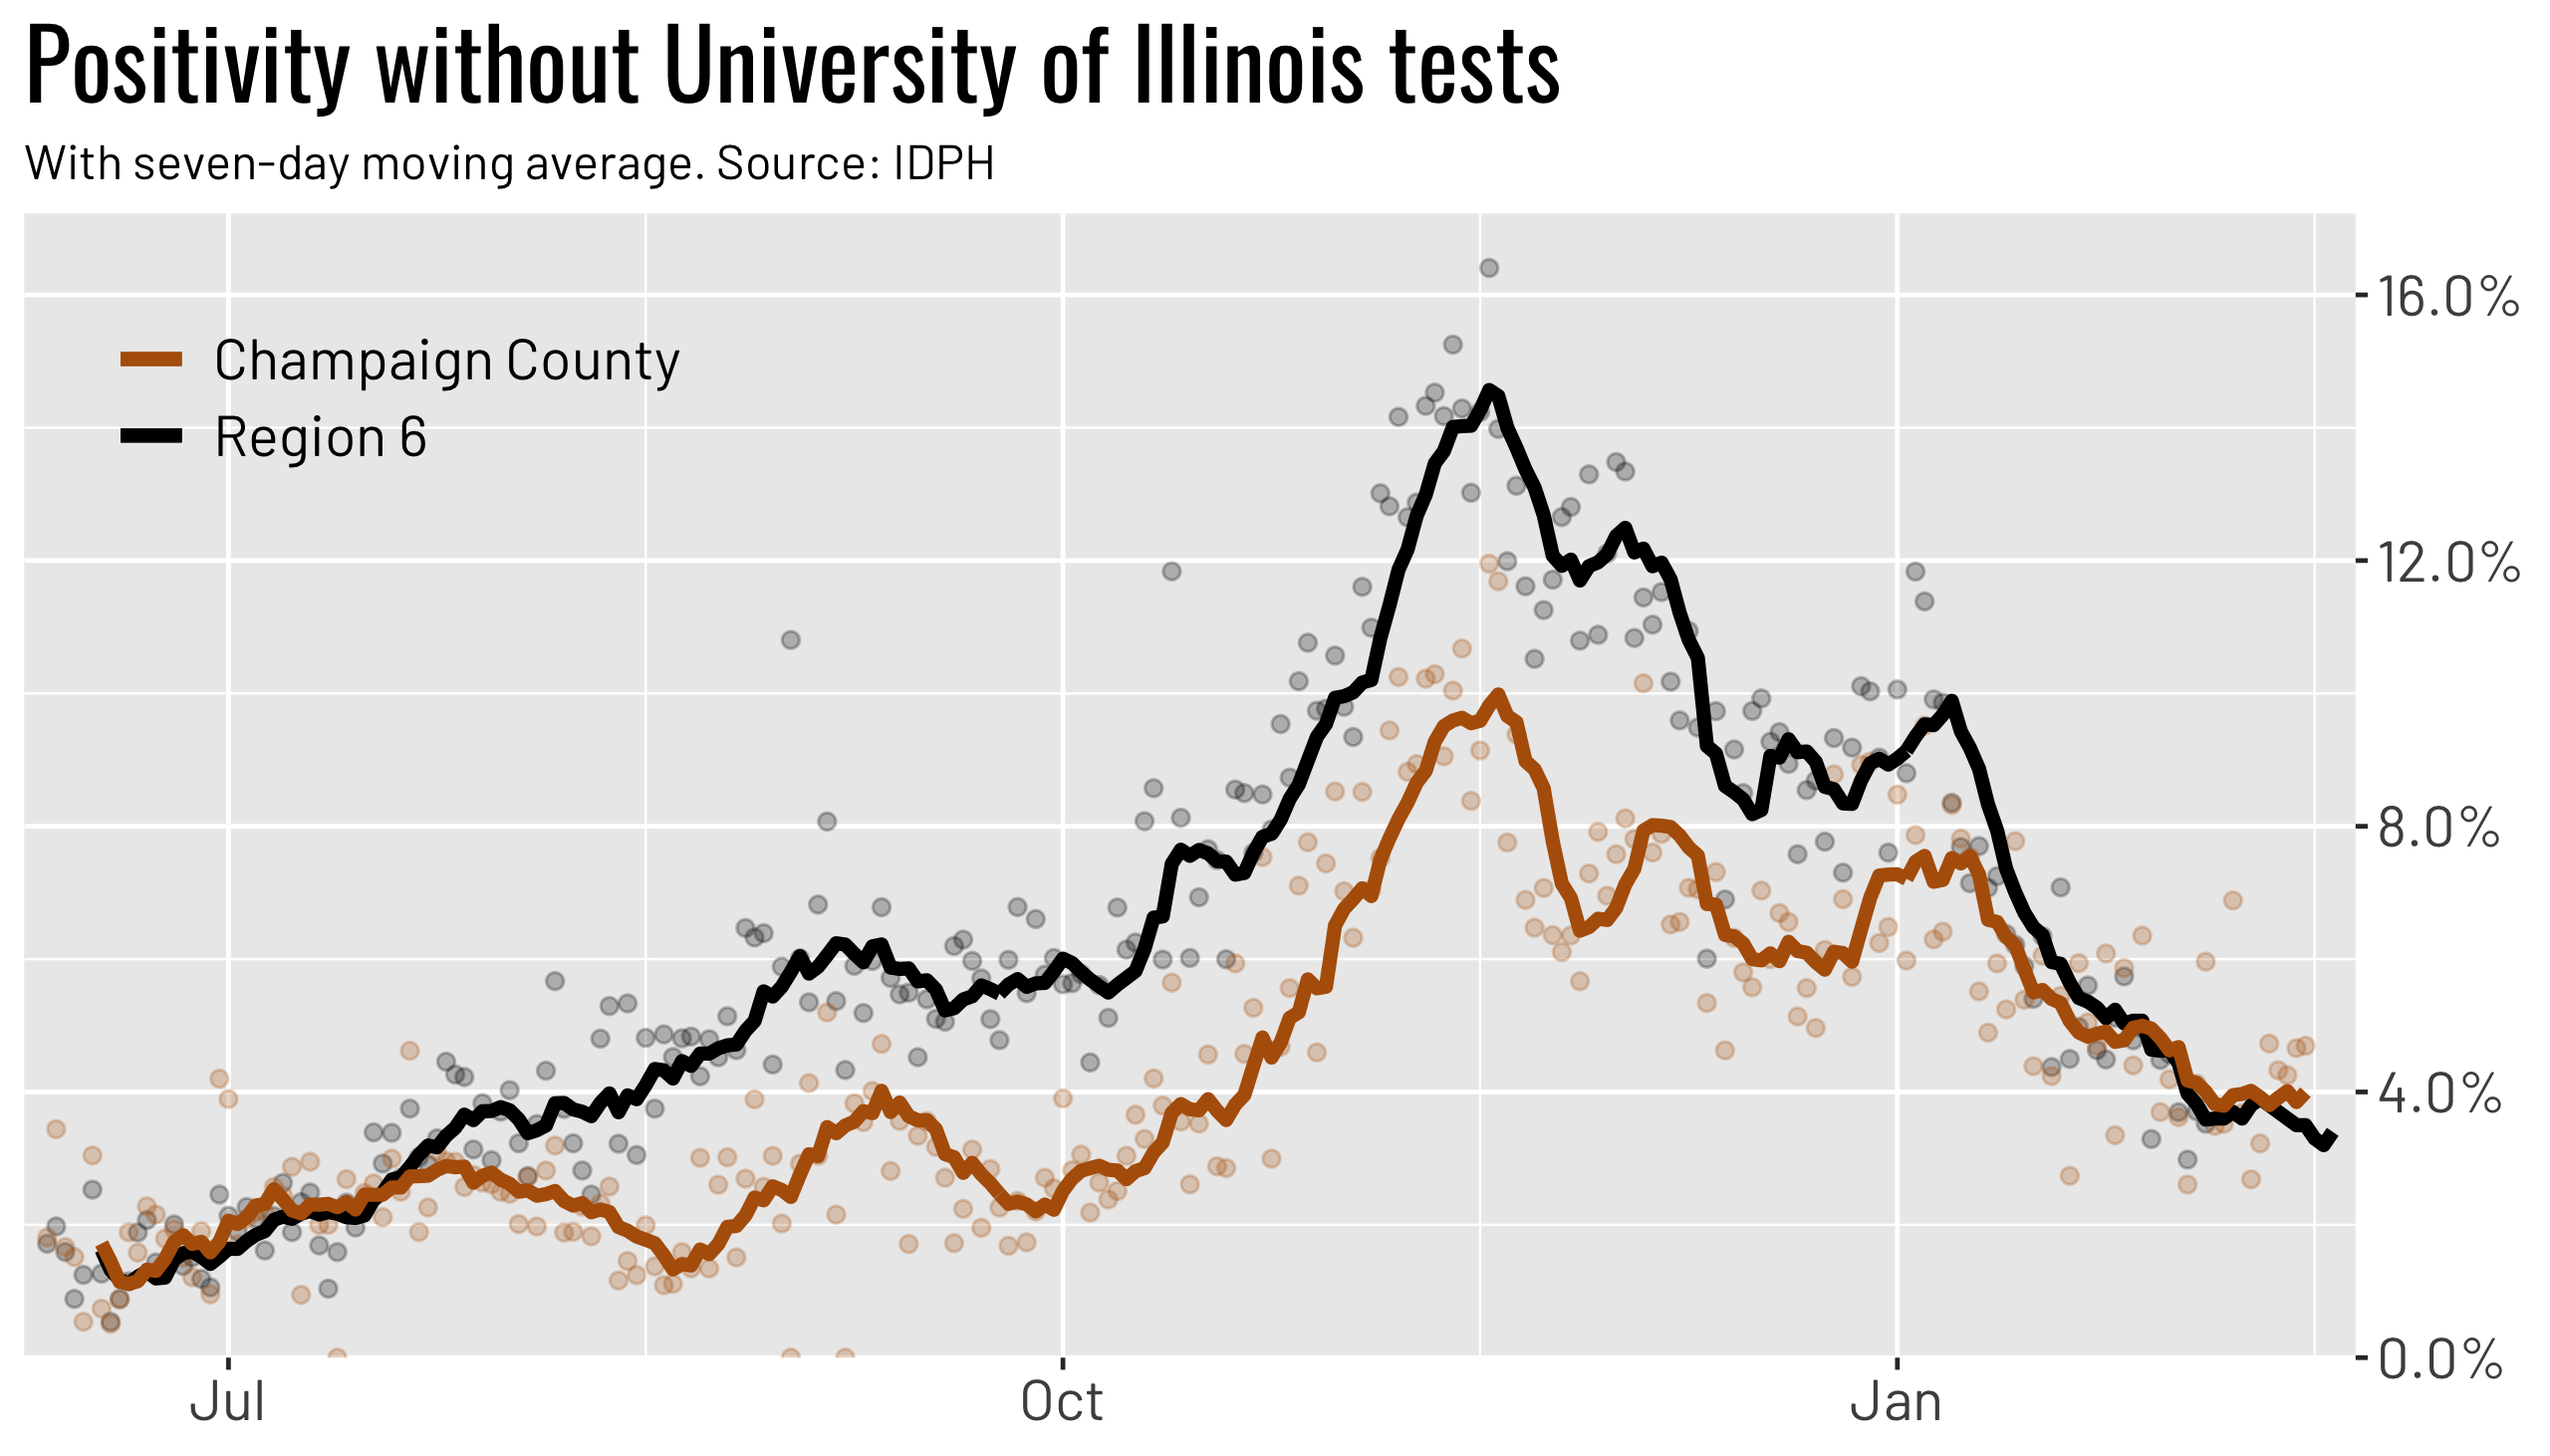 Positivity without University of Illinois tests
With seven-day moving average. Source: IDPH
Champaign County
Region 6
16.0%
12.0%
8.0%
4.0%
0.0%
Jul Oct Jan